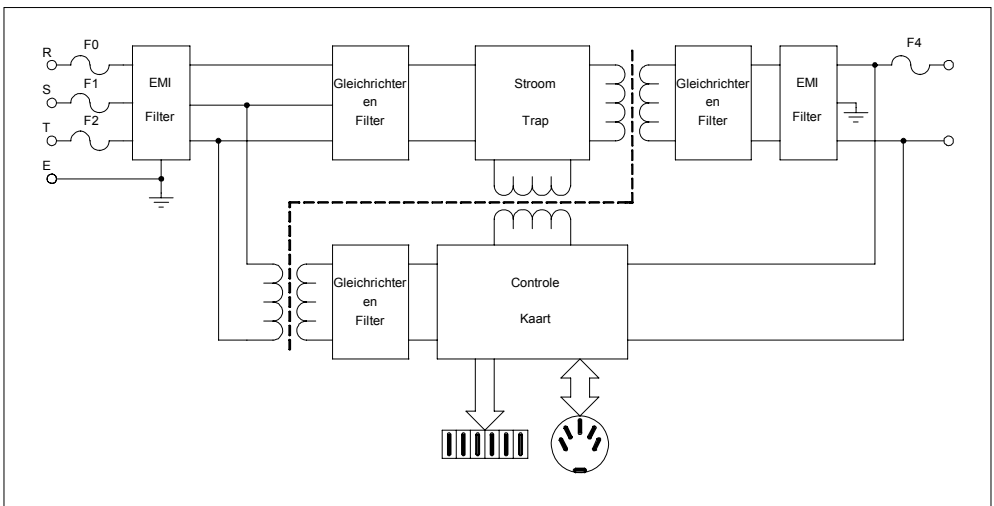 R
F0
S
F1
T
F2
E
EMI
Filter
Gleichrichter
en
Filter
Stroom
Trap
Gleichrichter
en
Filter
EMI
Filter
F4
Gleichrichter
en
Filter
Controle
Kaart